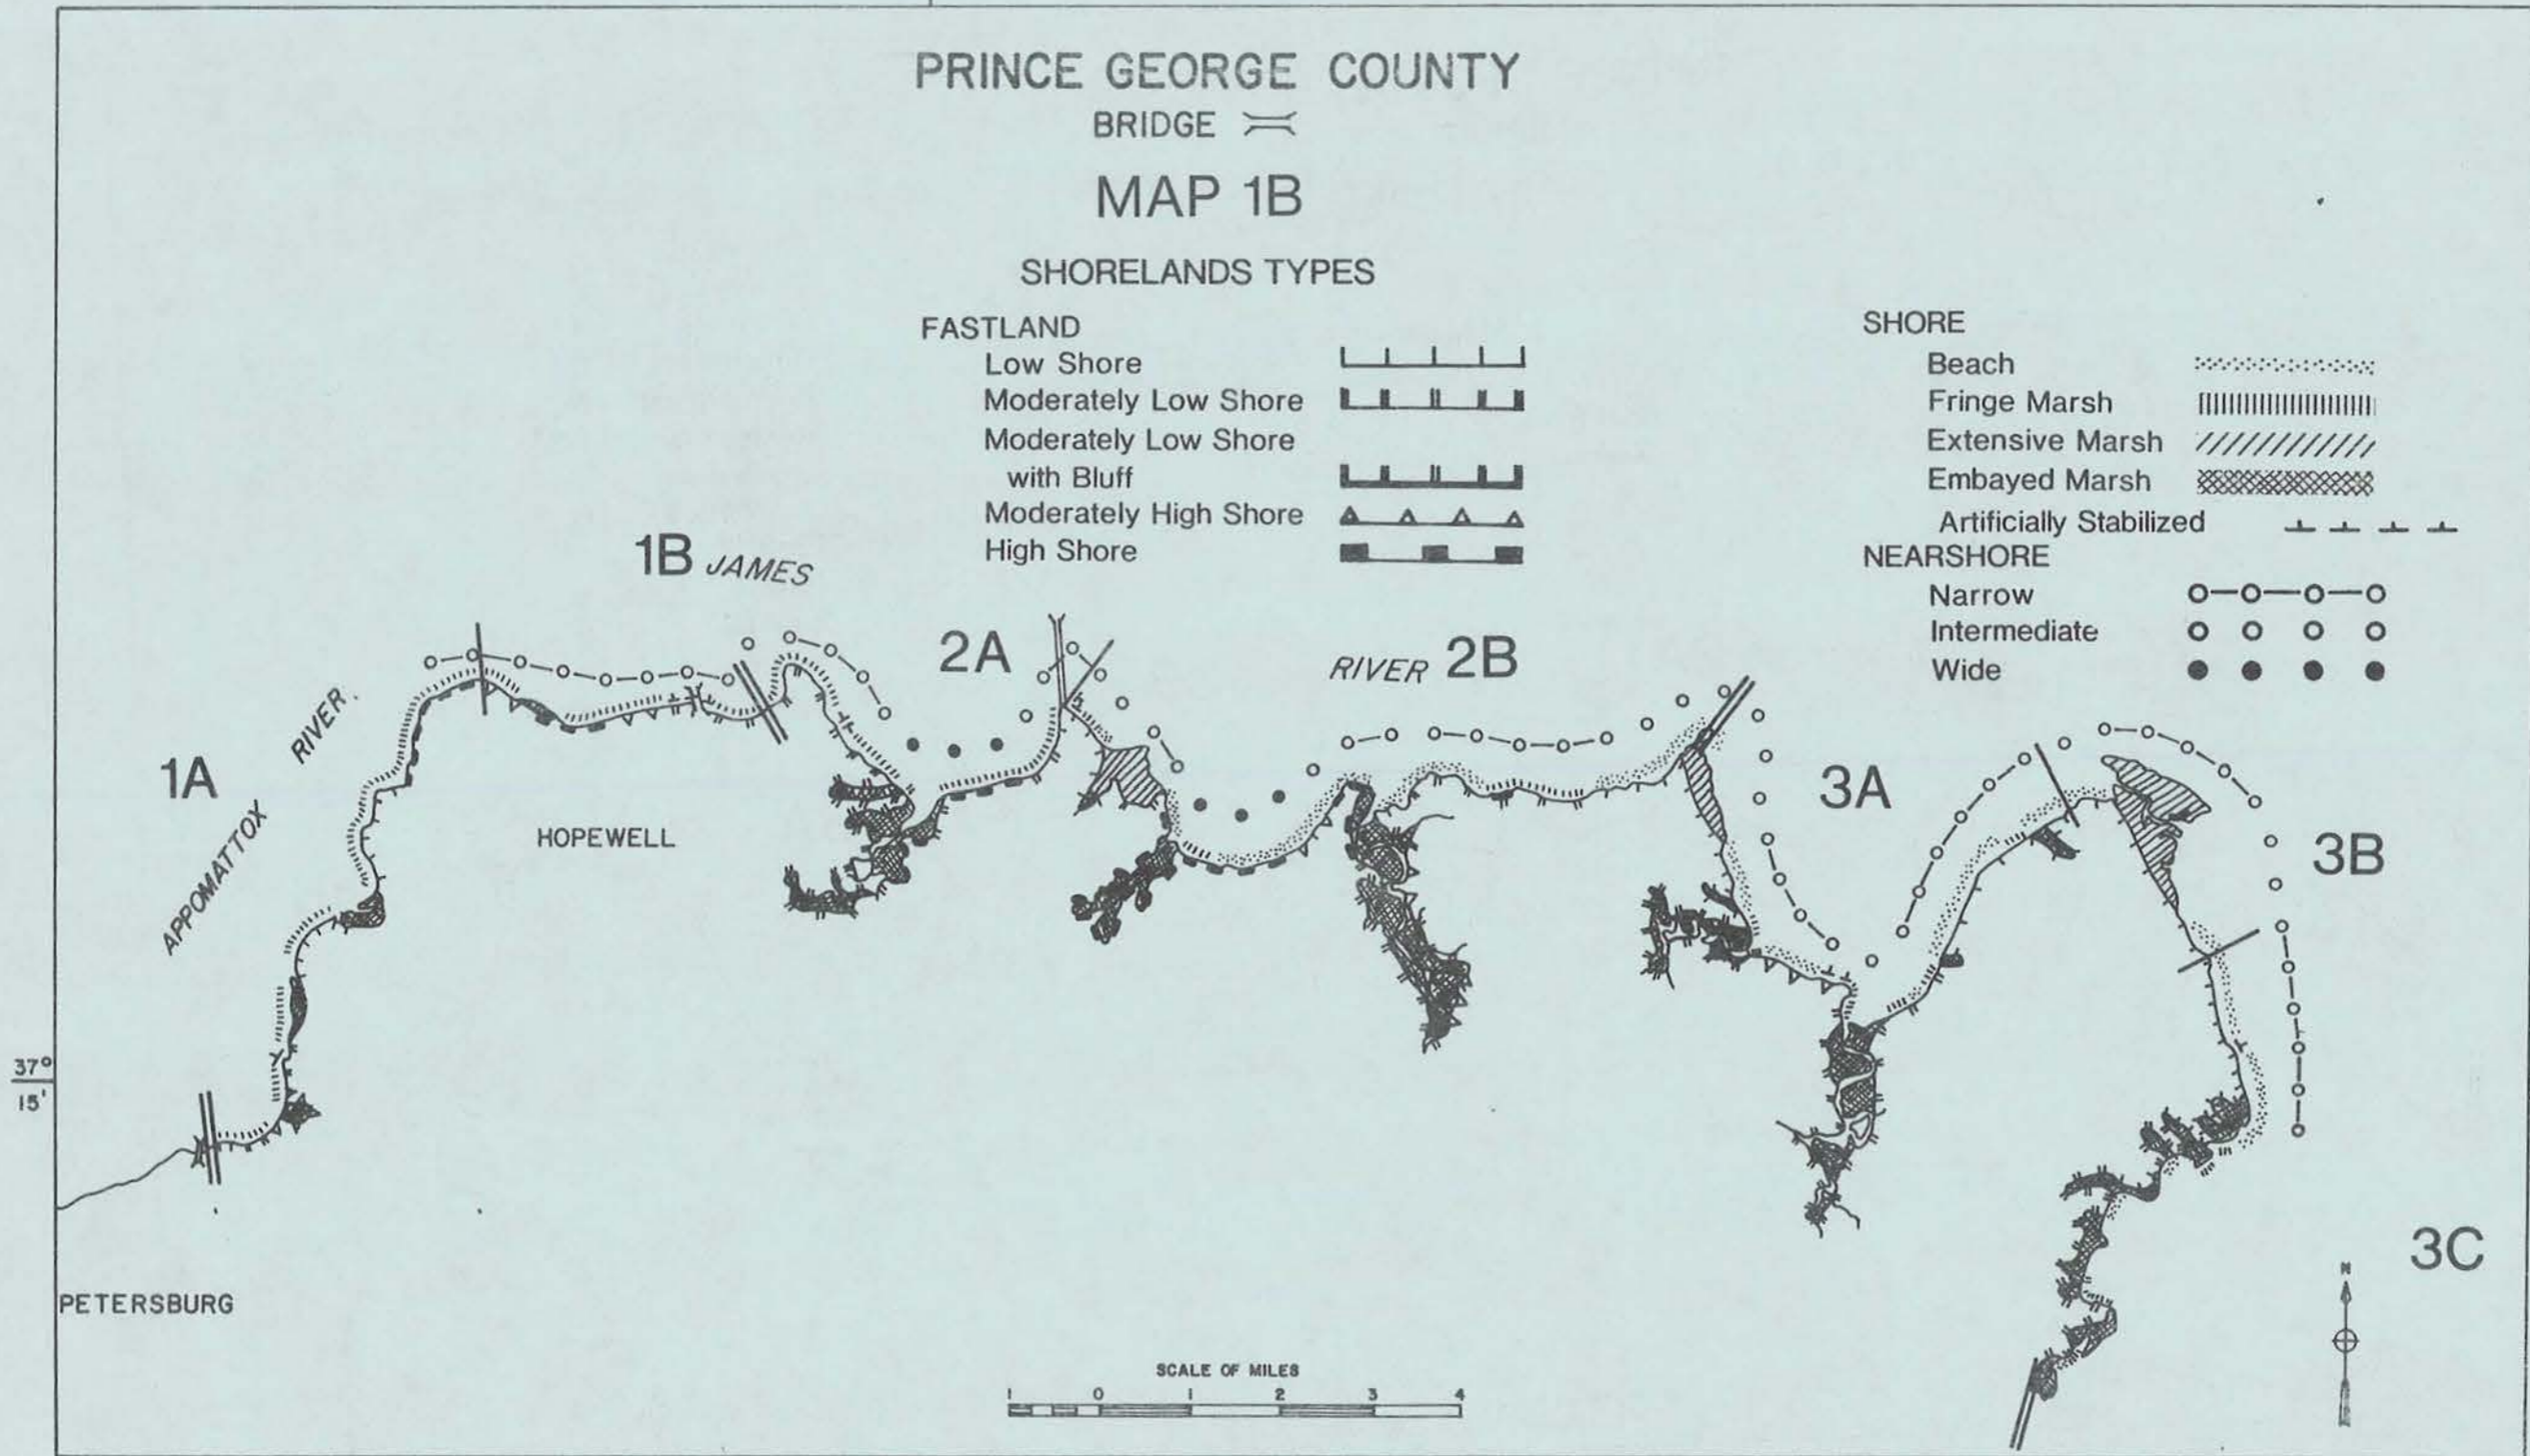 PRINCE GEORGE COUNTY
BRIDGE
MAP 1B
SHORELANDS TYPES
FASTLAND
Low Shore
Moderately Low Shore
Moderately Low Shore
with Bluff
Moderately High Shore
High Shore
SHORE
Beach
Fringe Marsh
Extensive Marsh
Embayed Marsh
Artificially Stabilized
NEARSHORE
Narrow
Intermediate
Wide
1B JAMES
2A
RIVER 2B
1A
APPOMATTOX RIVER.
HOPEWELL
3A
3B
3C
37°
15'
PETERSBURG
N
SCALE OF MILES
1 0 1 2 3 4